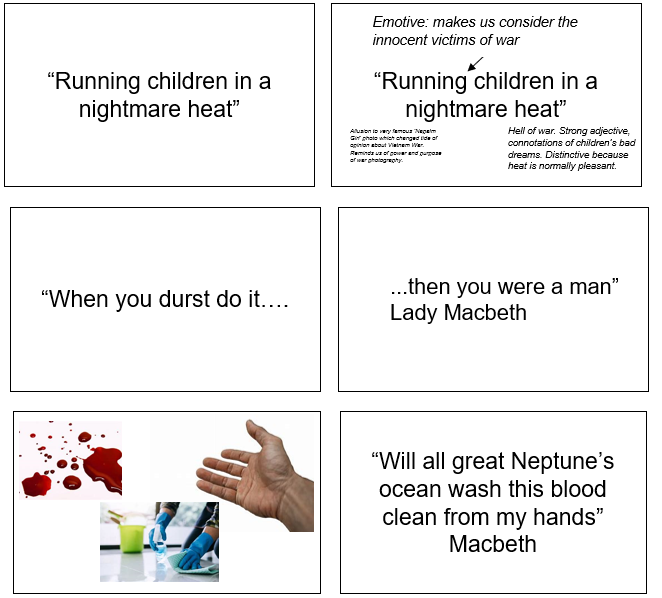 “Running children in a
nightmare heat”
Emotive: makes us consider the
innocent victims of war
“Running children in a
nightmare heat”
Allusion to very famous 'Napalm
Girl' photo which changed tide of
opinion about Vietnam War.
Reminds us of power and purpose
of war photography.
Hell of war. Strong adjective,
connotations of children’s bad
dreams. Distinctive because
heat is normally pleasant.
“When you durst do it….
...then you were a man”
Lady Macbeth
“Will all great Neptune’s
ocean wash this blood
clean from my hands”
Macbeth